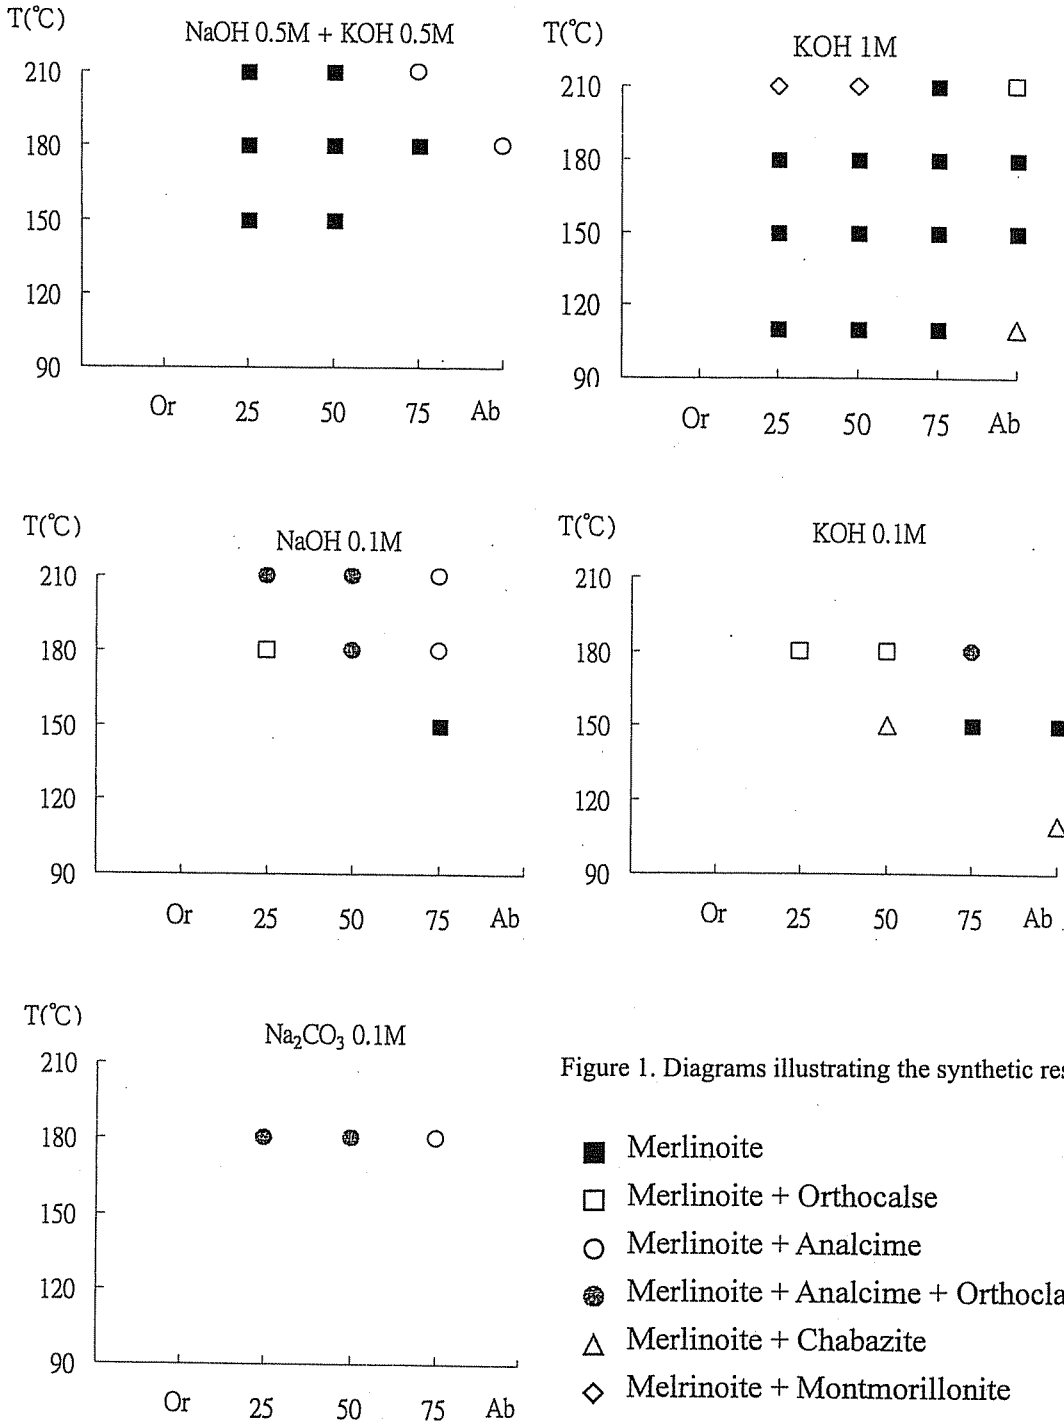 T(℃)
NaOH 0.5M + KOH 0.5M
210
180
150
120
90
Or 25 50 75 Ab
T(℃)
KOH 1M
210
180
150
120
90
Or 25 50 75 Ab
T(℃)
NaOH 0.1M
210
180
150
120
90
Or 25 50 75 Ab
T(℃)
KOH 0.1M
210
180
150
120
90
Or 25 50 75 Ab
T(℃)
Na₂CO₃ 0.1M
210
180
150
120
90
Or 25 50 75 Ab
Figure 1. Diagrams illustrating the synthetic
Merlinoite
Merlinoite + Orthocalse
Merlinoite + Analcime
Merlinoite + Analcime +
Merlinoite + Chabazite
Melrinoite + Montmorillonite